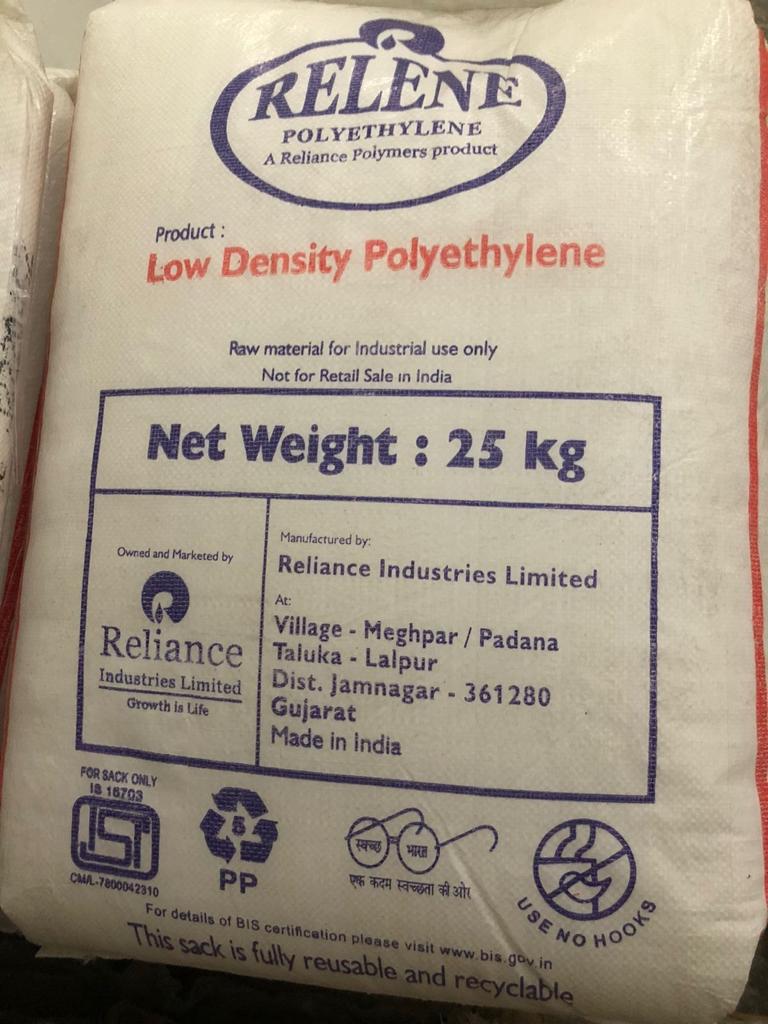 RELENE
POLYETHYLENE
A Reliance Polymers product
Product :
Low Density Polyethylene
Raw material for Industrial use only
Not for Retail Sale in India
Net Weight : 25 kg
Owned and Marketed by
Reliance
Industries Limited
Growth is Life
Manufactured by:
Reliance Industries Limited
At:
Village - Meghpar / Padana
Taluka - Lalpur
Dist. Jamnagar - 361280
Gujarat
Made in India
FOR SACK ONLY
IS 16703
ISI
CM/L-7800042310
5
PP
स्वच्छ भारत
एक कदम स्वच्छता की ओर
USE NO HOOKS
For details of BIS certification please visit www.bis.gov.in
This sack is fully reusable and recyclable